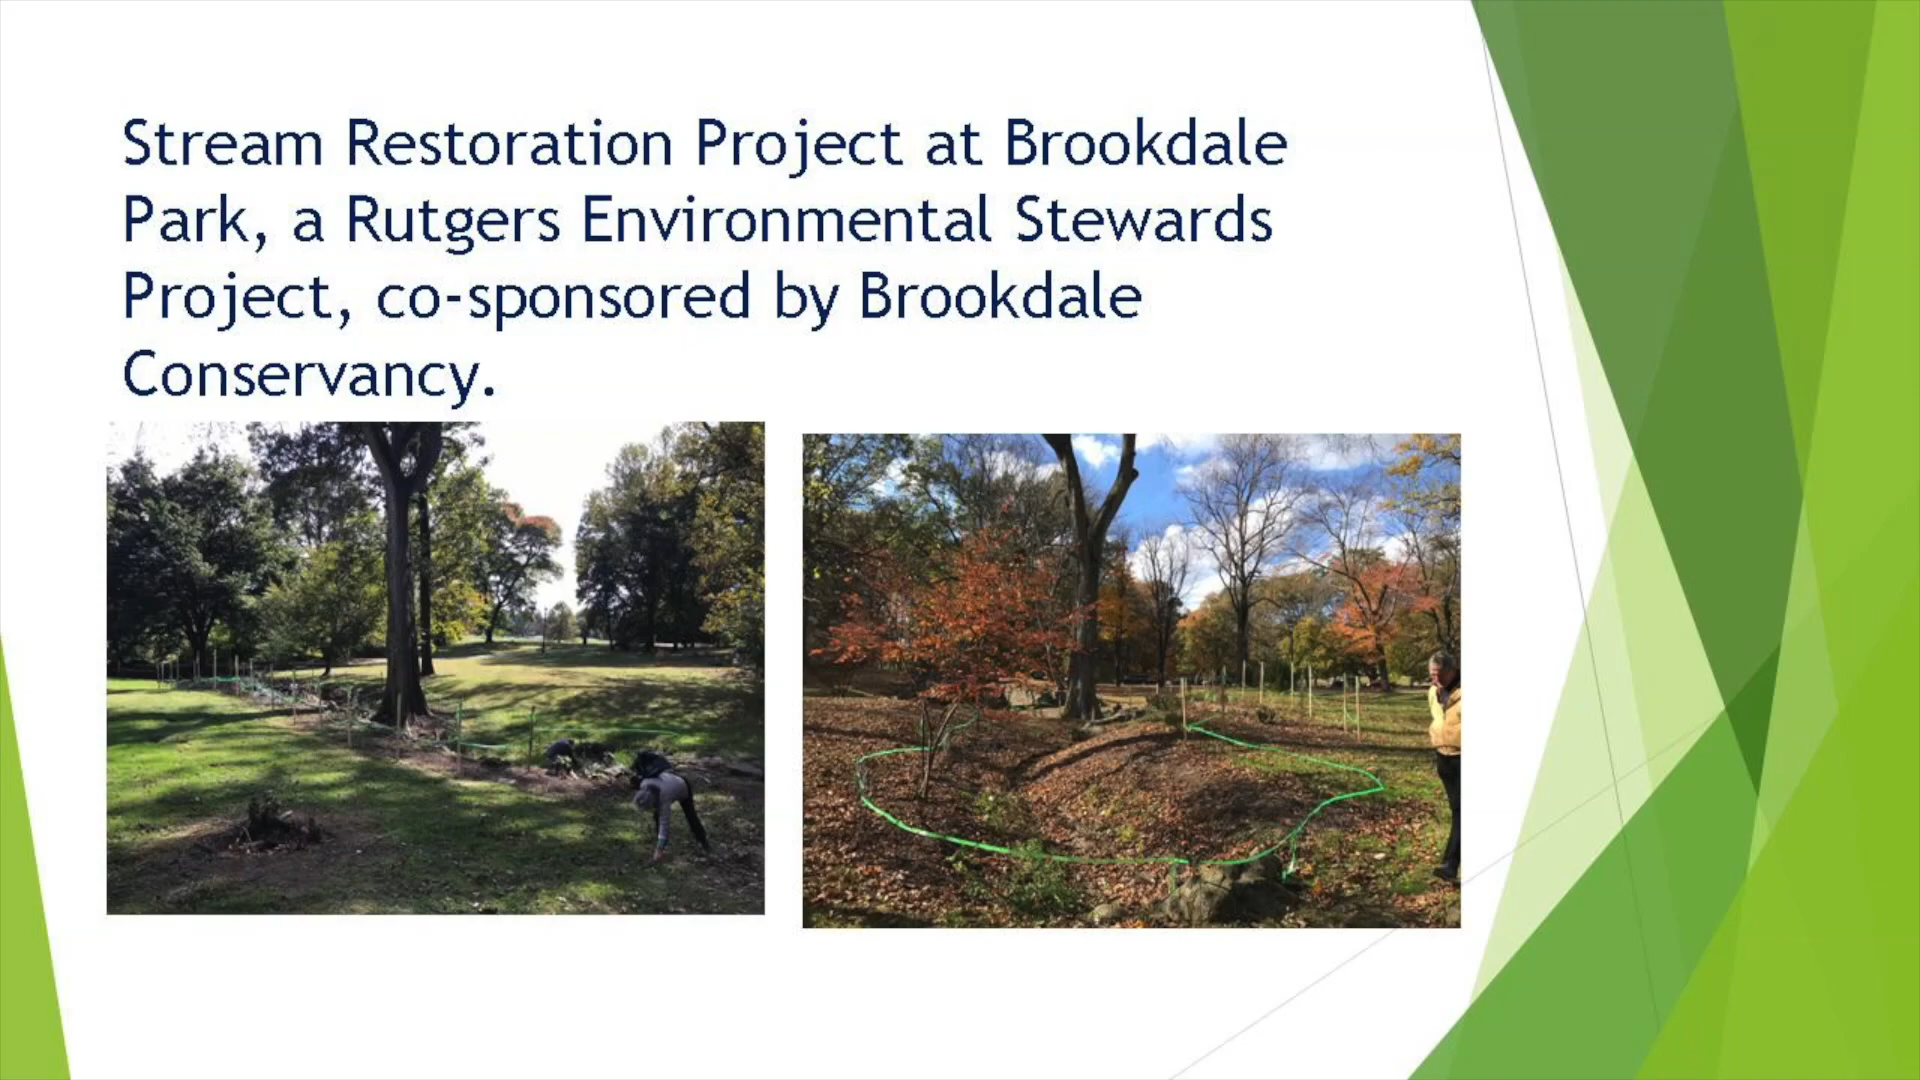 Stream Restoration Project at Brookdale
Park, a Rutgers Environmental Stewards
Project, co-sponsored by Brookdale
Conservancy.